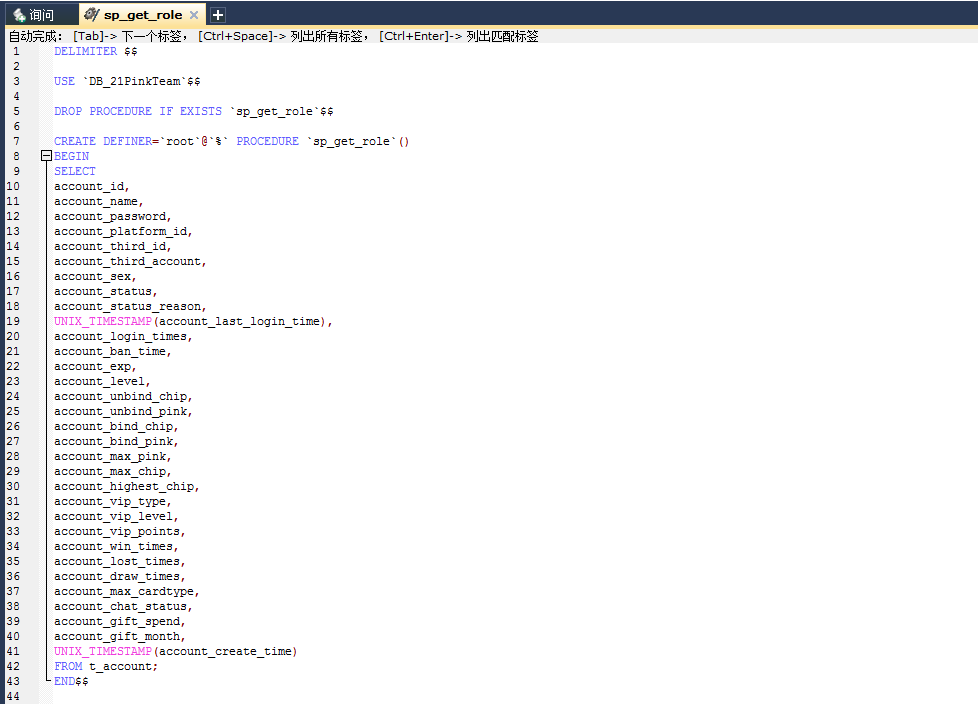 询问 sp_get_role
自动完成： [Tab]-> 下一个标签， [Ctrl+Space]-> 列出所有标签， [Ctrl+Enter]-> 列出匹配标签
1 DELIMITER $$
2
3 USE `DB_21PinkTeam`$$
4
5 DROP PROCEDURE IF EXISTS `sp_get_role`$$
6
7 CREATE DEFINER=`root`@`%` PROCEDURE `sp_get_role`()
8 BEGIN
9 SELECT
10 account_id,
11 account_name,
12 account_password,
13 account_platform_id,
14 account_third_id,
15 account_third_account,
16 account_sex,
17 account_status,
18 account_status_reason,
19 UNIX_TIMESTAMP(account_last_login_time),
20 account_login_times,
21 account_ban_time,
22 account_exp,
23 account_level,
24 account_unbind_chip,
25 account_unbind_pink,
26 account_bind_chip,
27 account_bind_pink,
28 account_max_pink,
29 account_max_chip,
30 account_highest_chip,
31 account_vip_type,
32 account_vip_level,
33 account_vip_points,
34 account_win_times,
35 account_lost_times,
36 account_draw_times,
37 account_max_cardtype,
38 account_chat_status,
39 account_gift_spend,
40 account_gift_month,
41 UNIX_TIMESTAMP(account_create_time)
42 FROM t_account;
43 END$$
44